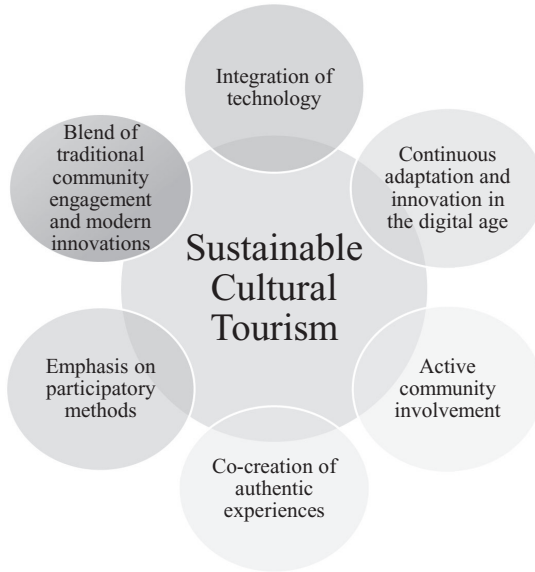 Integration of
technology
Continuous
adaptation and
innovation in
the digital age
Active
community
involvement
Co-creation of
authentic
experiences
Emphasis on
participatory
methods
Blend of
traditional
community
engagement
and modern
innovations
Sustainable
Cultural
Tourism